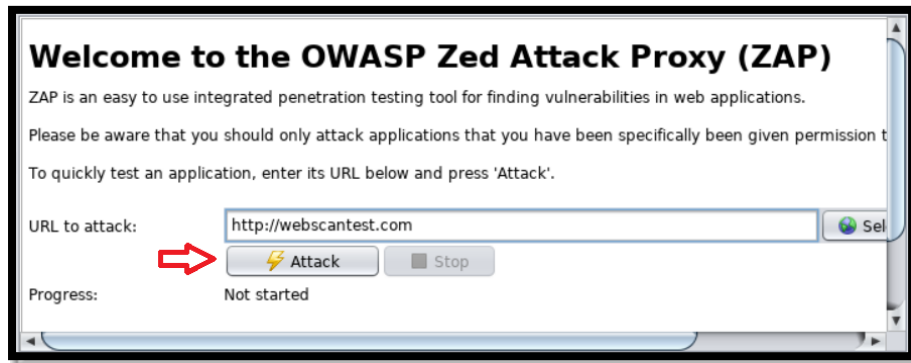 Welcome to the OWASP Zed Attack Proxy (ZAP)
ZAP is an easy to use integrated penetration testing tool for finding vulnerabilities in web applications.
Please be aware that you should only attack applications that you have been specifically been given permission t
To quickly test an application, enter its URL below and press 'Attack'.
URL to attack: http://webscantest.com Sel
Attack Stop
Progress: Not started